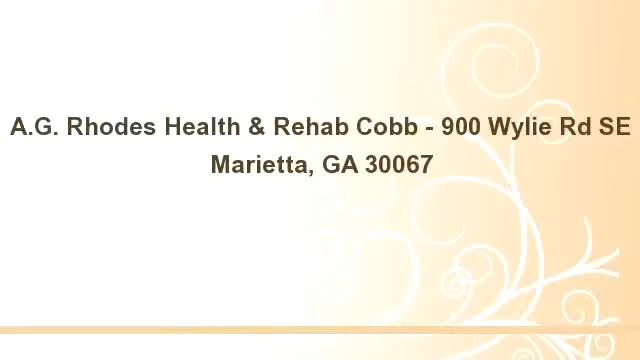 A.G. Rhodes Health & Rehab Cobb - 900 Wylie Rd SE
Marietta, GA 30067